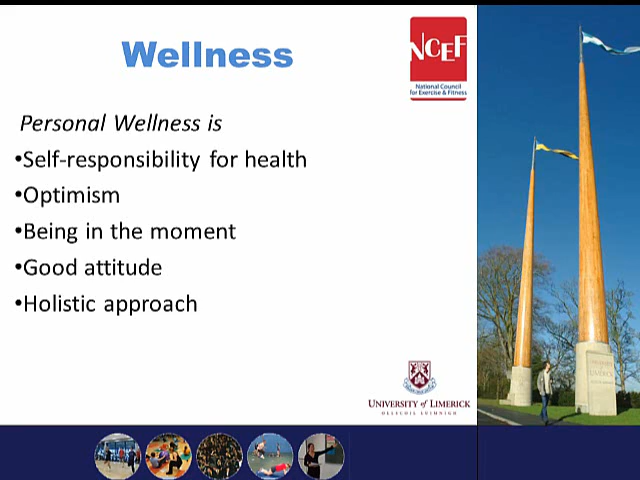 Wellness
NCEF
National Council
for Exercise & Fitness
Personal Wellness is
•Self-responsibility for health
•Optimism
•Being in the moment
•Good attitude
•Holistic approach
UNIVERSITY of LIMERICK
OLLSCOIL LUIMNIGH
LIMERICK